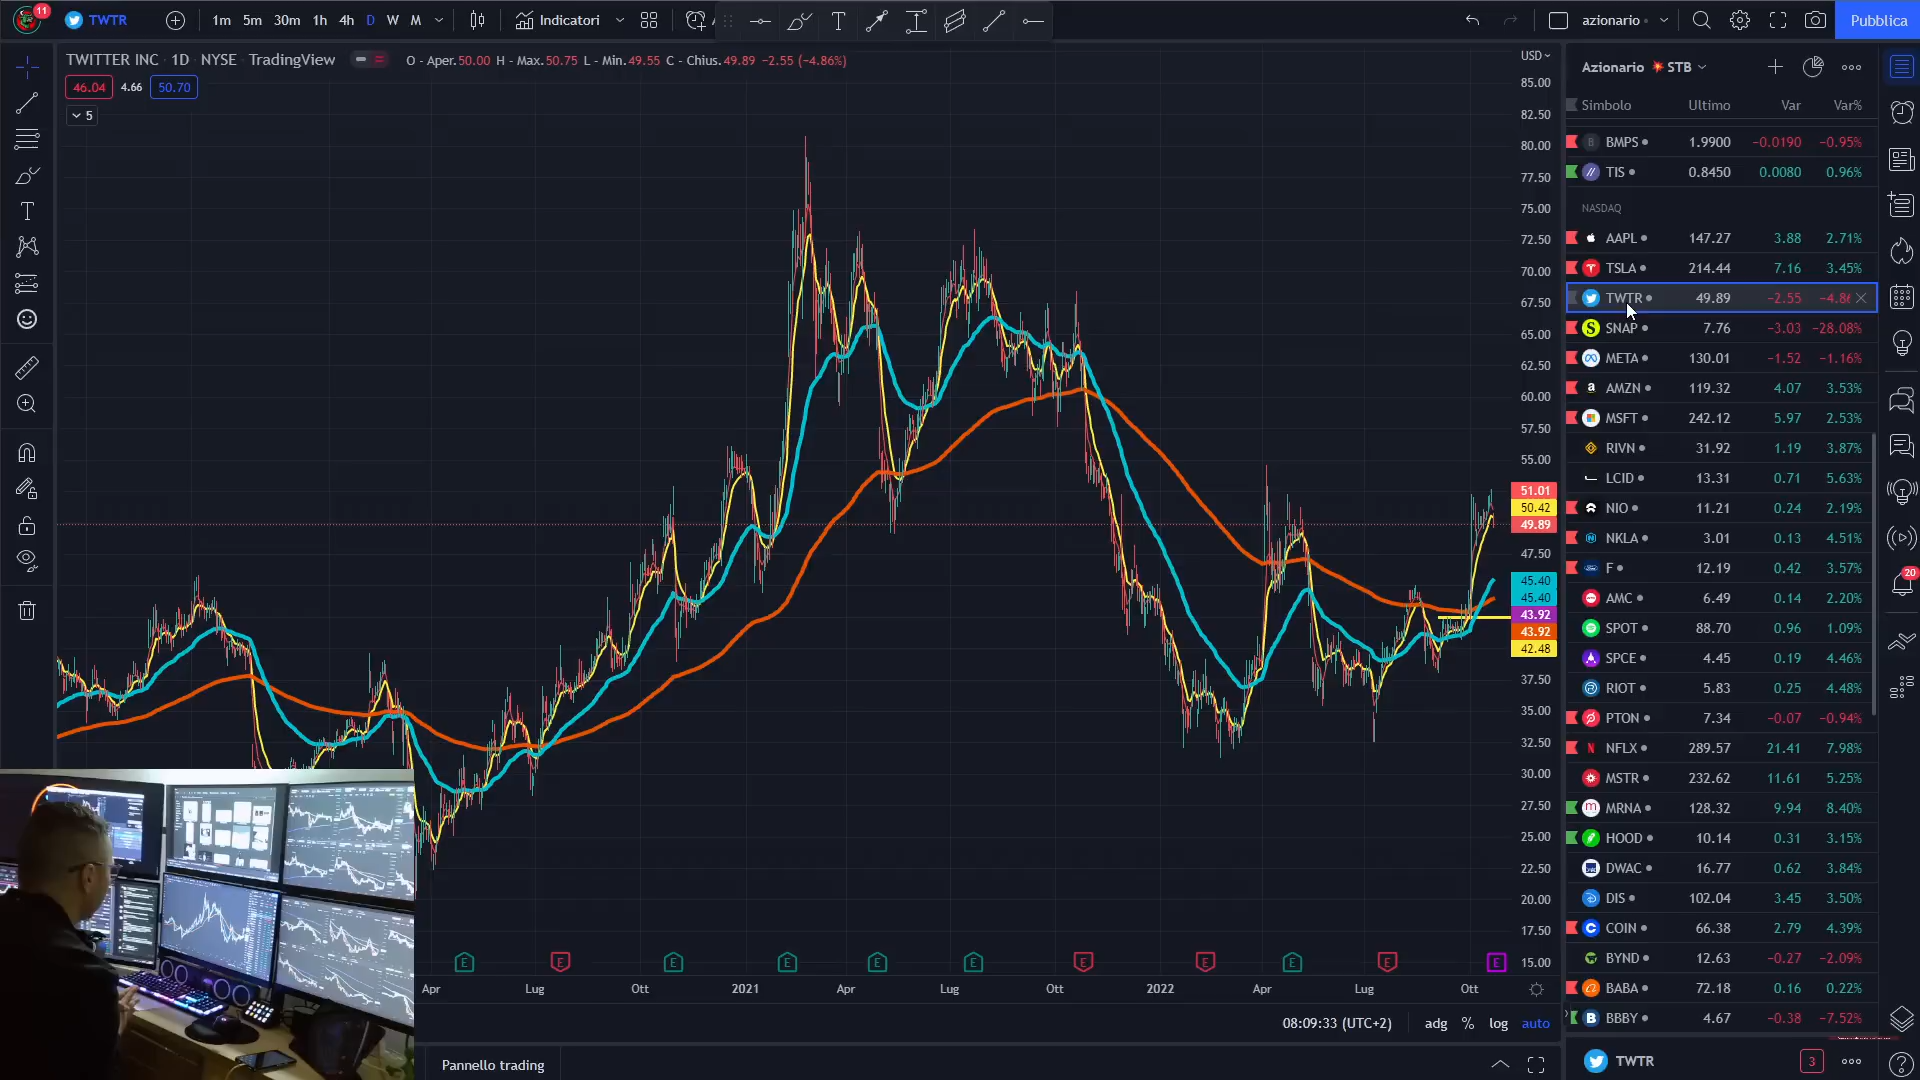 11
TWTR
1m 5m 30m 1h 4h D W M
Indicatori
azionario
Pubblica
TWITTER INC · 1D · NYSE · TradingView
O - Aper.50.00 H - Max.50.75 L - Min.49.55 C - Chius.49.89 −2.55 (−4.86%)
46.04 4.66 50.70
5
USD
85.00
82.50
80.00
77.50
75.00
72.50
70.00
67.50
65.00
62.50
60.00
57.50
55.00
51.01
50.42
49.89
47.50
45.40
45.40
43.92
43.92
42.48
37.50
35.00
32.50
30.00
27.50
25.00
22.50
20.00
17.50
15.00
E E E E E E E E E E E
Apr Lug Ott 2021 Apr Lug Ott 2022 Apr Lug Ott
08:09:33 (UTC+2) adg % log auto
Pannello trading
Azionario STB
Simbolo Ultimo Var Var%
BMPS 1.9900 −0.0190 −0.95%
TIS 0.8450 0.0080 0.96%
NASDAQ
AAPL 147.27 3.88 2.71%
TSLA 214.44 7.16 3.45%
TWTR 49.89 −2.55 −4.8
SNAP 7.76 −3.03 −28.08%
META 130.01 −1.52 −1.16%
AMZN 119.32 4.07 3.53%
MSFT 242.12 5.97 2.53%
RIVN 31.92 1.19 3.87%
LCID 13.31 0.71 5.63%
NIO 11.21 0.24 2.19%
NKLA 3.01 0.13 4.51%
F 12.19 0.42 3.57%
AMC 6.49 0.14 2.20%
SPOT 88.70 0.96 1.09%
SPCE 4.45 0.19 4.46%
RIOT 5.83 0.25 4.48%
PTON 7.34 −0.07 −0.94%
NFLX 289.57 21.41 7.98%
MSTR 232.62 11.61 5.25%
MRNA 128.32 9.94 8.40%
HOOD 10.14 0.31 3.15%
DWAC 16.77 0.62 3.84%
DIS 102.04 3.45 3.50%
COIN 66.38 2.79 4.39%
BYND 12.63 −0.27 −2.09%
BABA 72.18 0.16 0.22%
BBBY 4.67 −0.38 −7.52%
TWTR 3
20